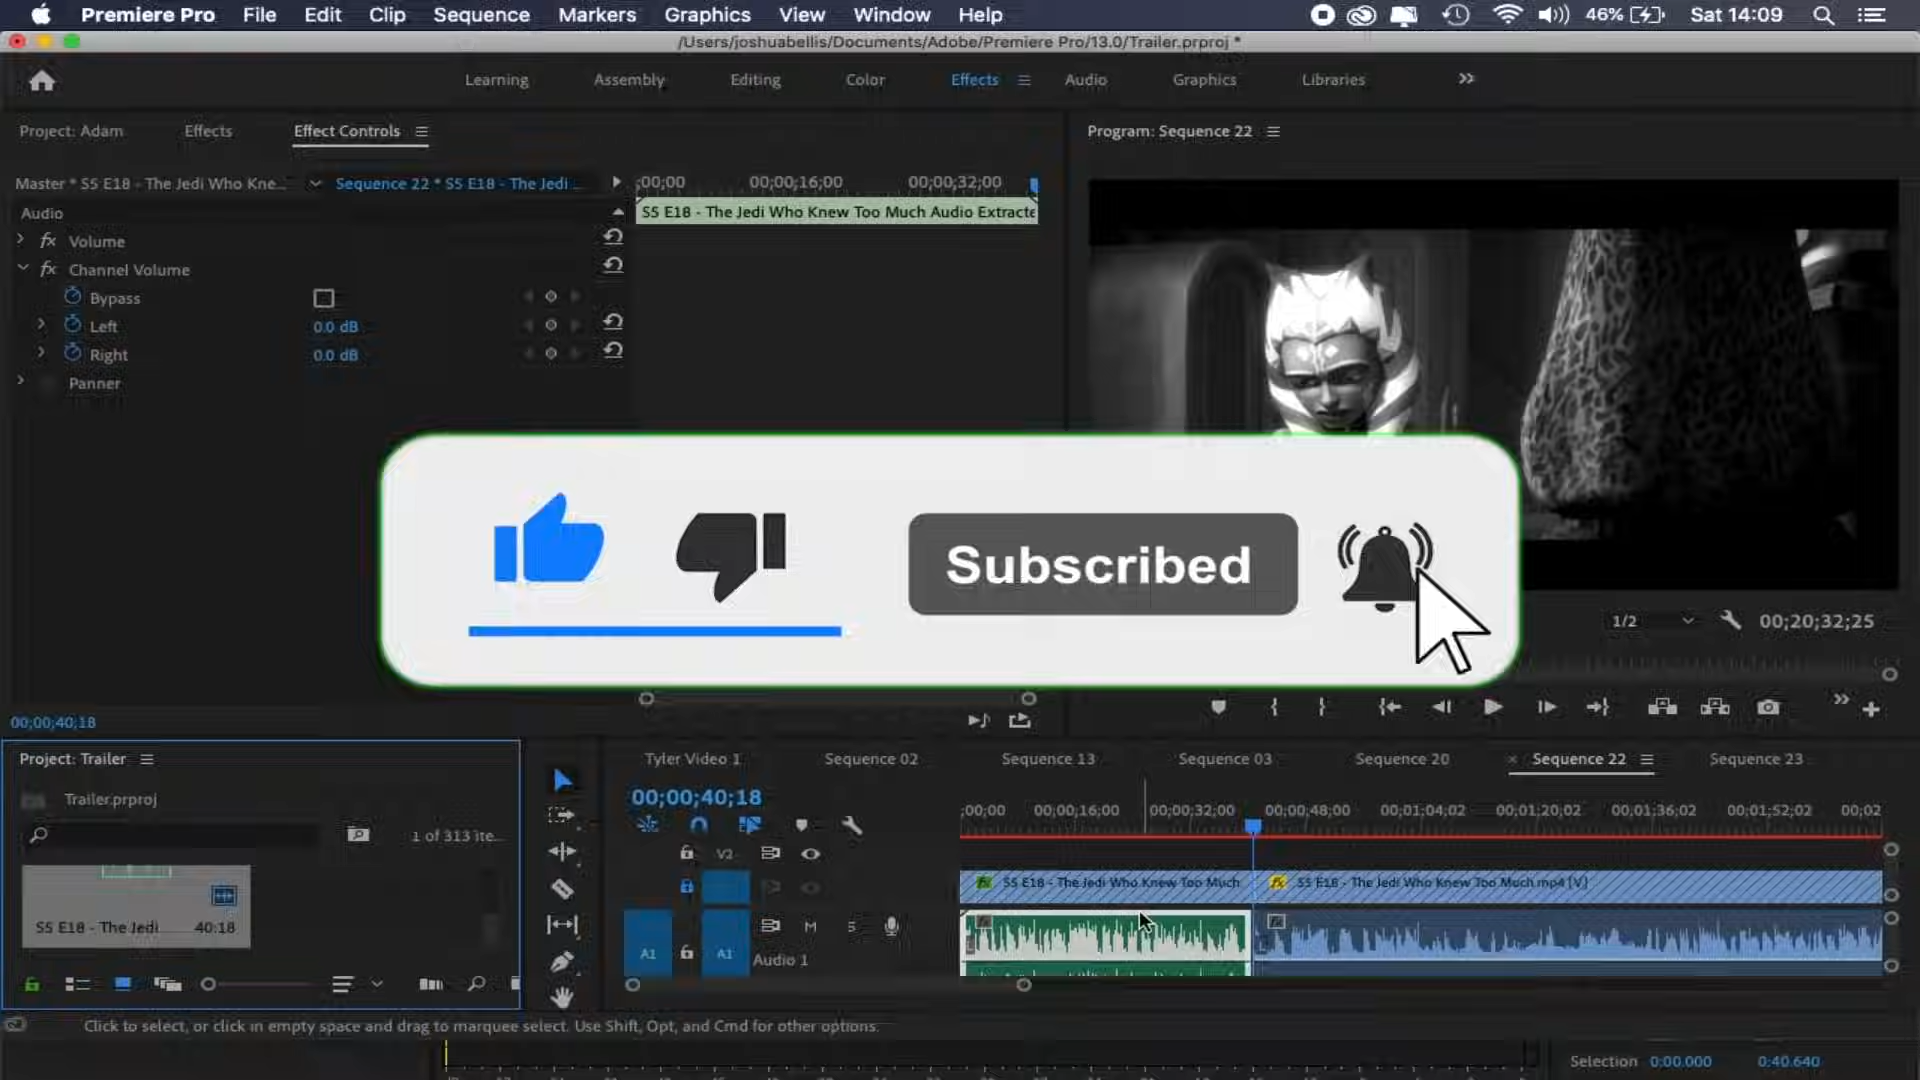 Premiere Pro File Edit Clip Sequence Markers Graphics View Window Help 46% Sat 14:09
/Users/joshuabellis/Documents/Adobe/Premiere Pro/13.0/Trailer.prproj *
Learning Assembly Editing Color Effects Audio Graphics Libraries
Project: Adam Effects Effect Controls
Program: Sequence 22
Master * S5 E18 - The Jedi Who Kne... Sequence 22 * S5 E18 - The Jedi ...
;00;00 00;00;16;00 00;00;32;00
Audio
S5 E18 - The Jedi Who Knew Too Much Audio Extracte
fx Volume
fx Channel Volume
Bypass
Left 0.0 dB
Right 0.0 dB
Panner
Subscribed
1/2 00;20;32;25
00;00;40;18
Project: Trailer
Trailer.prproj
1 of 313 ite...
S5 E18 - The Jedi 40:18
Tyler Video 1 Sequence 02 Sequence 13 Sequence 03 Sequence 20 × Sequence 22 Sequence 23
00;00;40;18
;00;00 00;00;16;00 00;00;32;00 00;00;48;00 00;01;04;02 00;01;20;02 00;01;36;02 00;01;52;02 00;02
V2
fx S5 E18 - The Jedi Who Knew Too Much fx S5 E18 - The Jedi Who Knew Too Much.mp4 [V]
M S
A1 A1 Audio 1
Click to select, or click in empty space and drag to marquee select. Use Shift, Opt, and Cmd for other options.
Selection 0:00.000 0:40.640